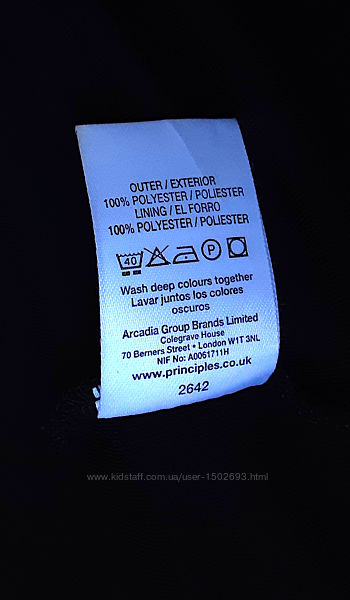 OUTER / EXTERIOR
100% POLYESTER / POLIESTER
LINING / EL FORRO
100% POLYESTER / POLIESTER
40 P
Wash deep colours together
Lavar juntos los colores
oscuros
Arcadia Group Brands Limited
Colegrave House
70 Berners Street • London W1T 3NL
NIF No: A0061711H
www.principles.co.uk
2642
www.kidstaff.com.ua/user-1502693.html